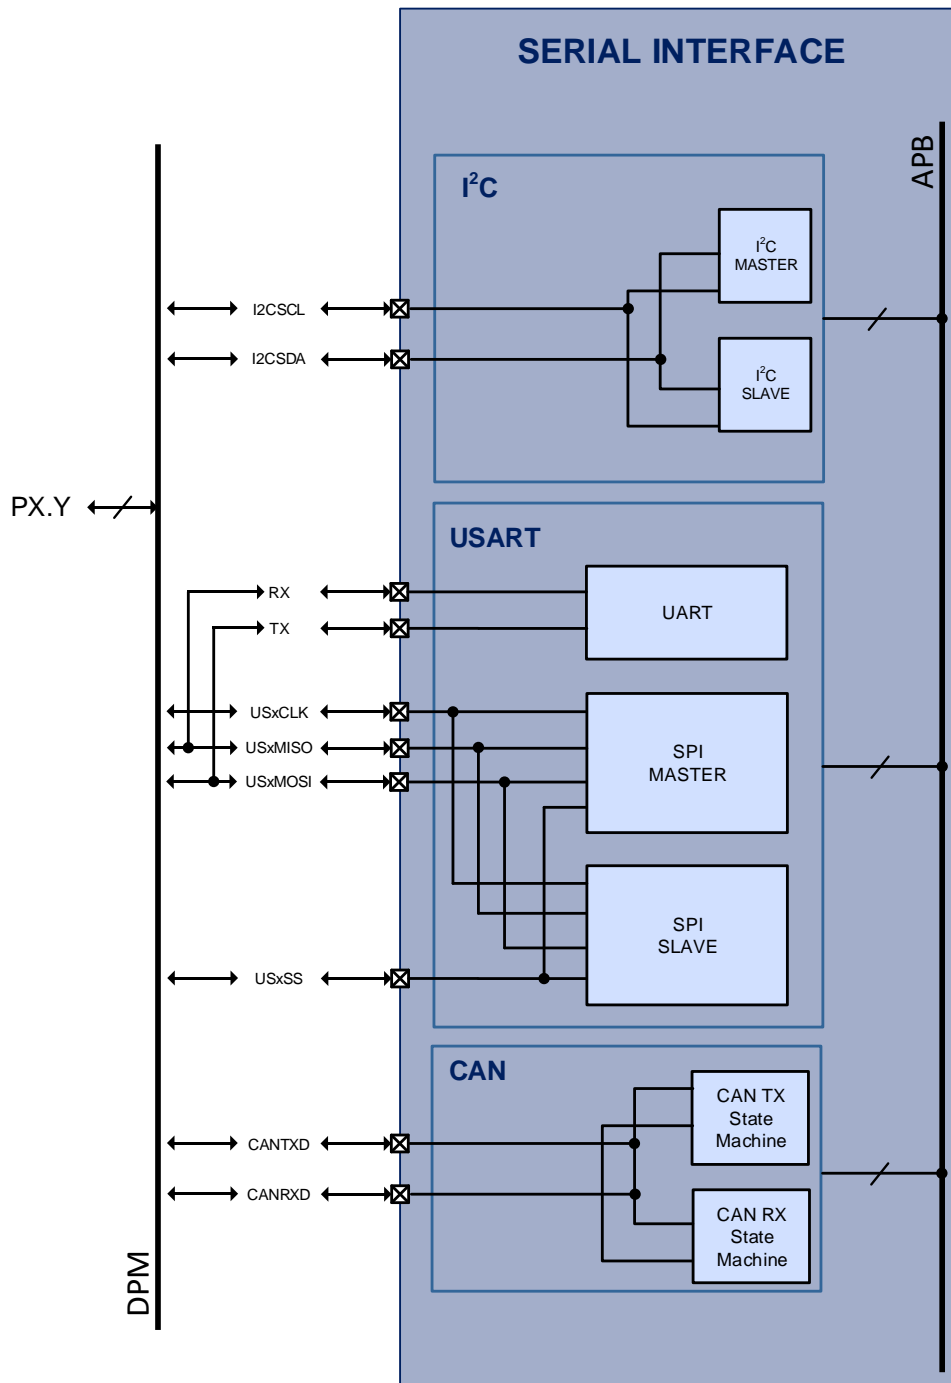 SERIAL INTERFACE
APB
I²C
I²C
MASTER
I2CSCL
I2CSDA
I²C
SLAVE
PX.Y
USART
RX
TX
UART
USxCLK
USxMISO
USxMOSI
SPI
MASTER
SPI
SLAVE
USxSS
CAN
CAN TX
State
Machine
CANTXD
CANRXD
CAN RX
State
Machine
DPM